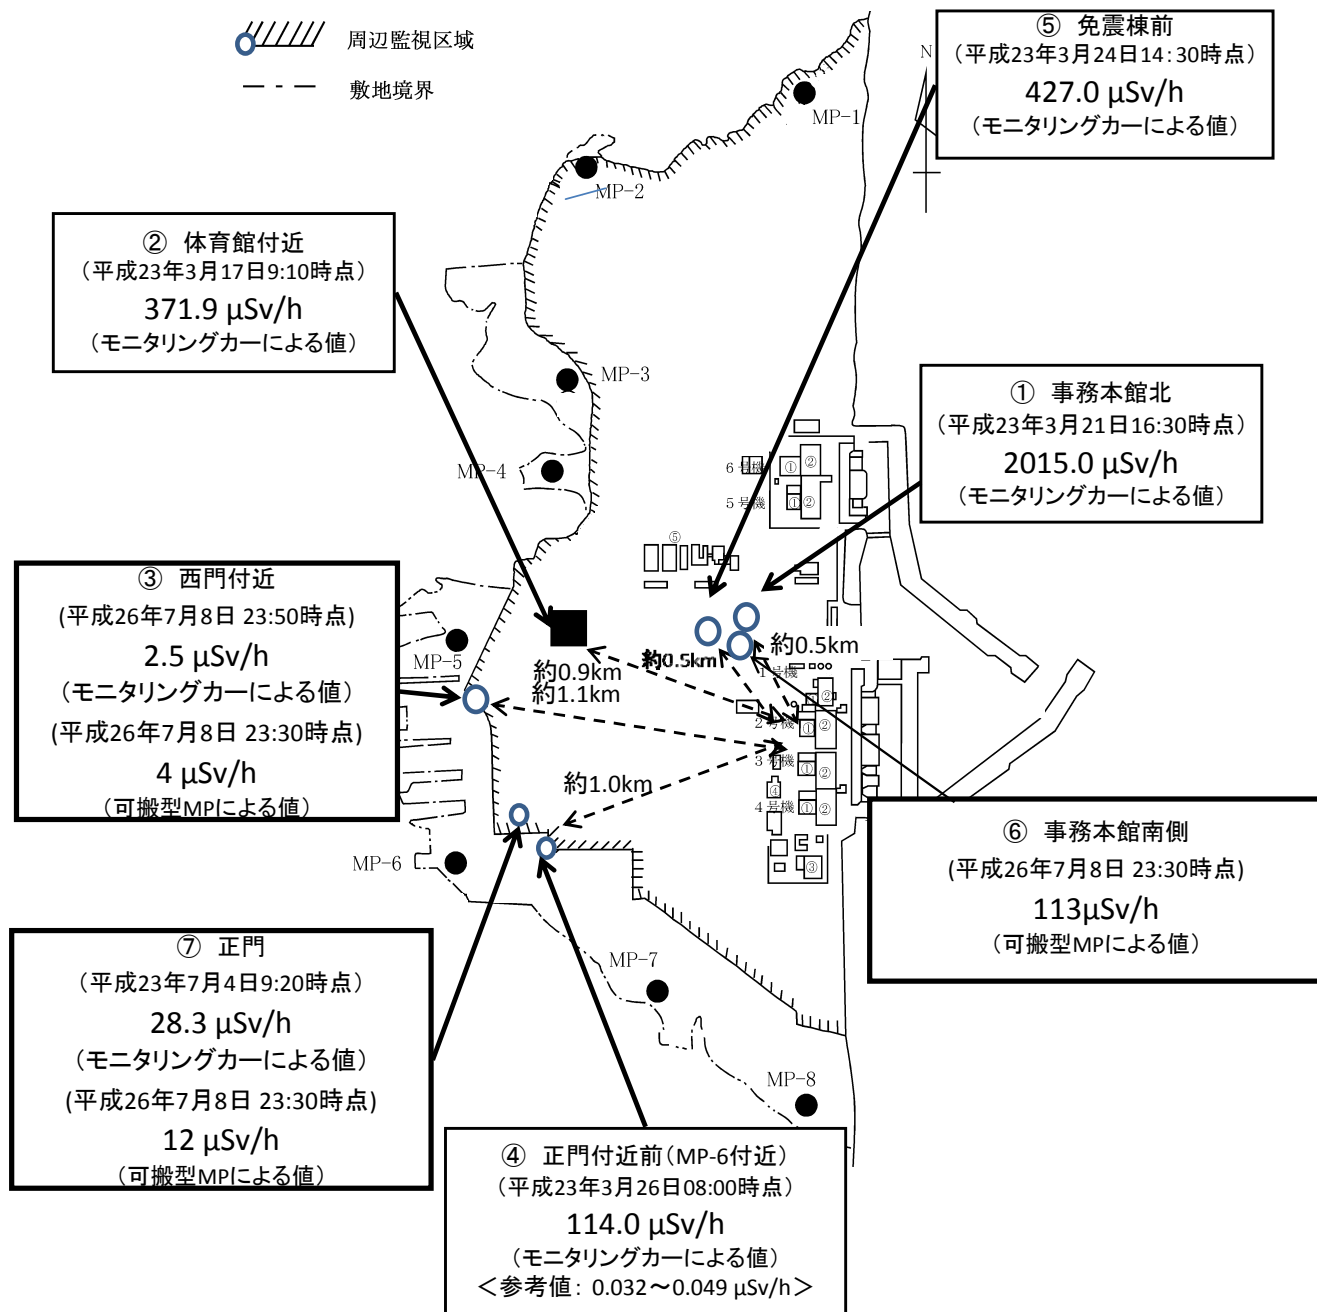 周辺監視区域
敷地境界
⑤ 免震棟前
（平成23年3月24日14：30時点）
427.0 μSv/h
（モニタリングカーによる値）
N
MP-1
MP-2
② 体育館付近
（平成23年3月17日9:10時点）
371.9 μSv/h
（モニタリングカーによる値）
MP-3
① 事務本館北
（平成23年3月21日16:30時点）
2015.0 μSv/h
（モニタリングカーによる値）
MP-4
6号機
①
②
5号機
①
②
⑤
③ 西門付近
(平成26年7月8日 23:50時点)
2.5 μSv/h
（モニタリングカーによる値）
(平成26年7月8日 23:30時点)
4 μSv/h
（可搬型MPによる値）
MP-5
約0.9km
約1.1km
約0.5km
約0.5km
1号機
②
2号機
①
②
3号機
①
②
約1.0km
④
4号機
①
②
③
MP-6
⑥ 事務本館南側
(平成26年7月8日 23:30時点)
113μSv/h
（可搬型MPによる値）
⑦ 正門
（平成23年7月4日9:20時点）
28.3 μSv/h
（モニタリングカーによる値）
(平成26年7月8日 23:30時点)
12 μSv/h
（可搬型MPによる値）
MP-7
MP-8
④ 正門付近前（MP-6付近）
（平成23年3月26日08:00時点）
114.0 μSv/h
（モニタリングカーによる値）
＜参考値： 0.032～0.049 μSv/h＞